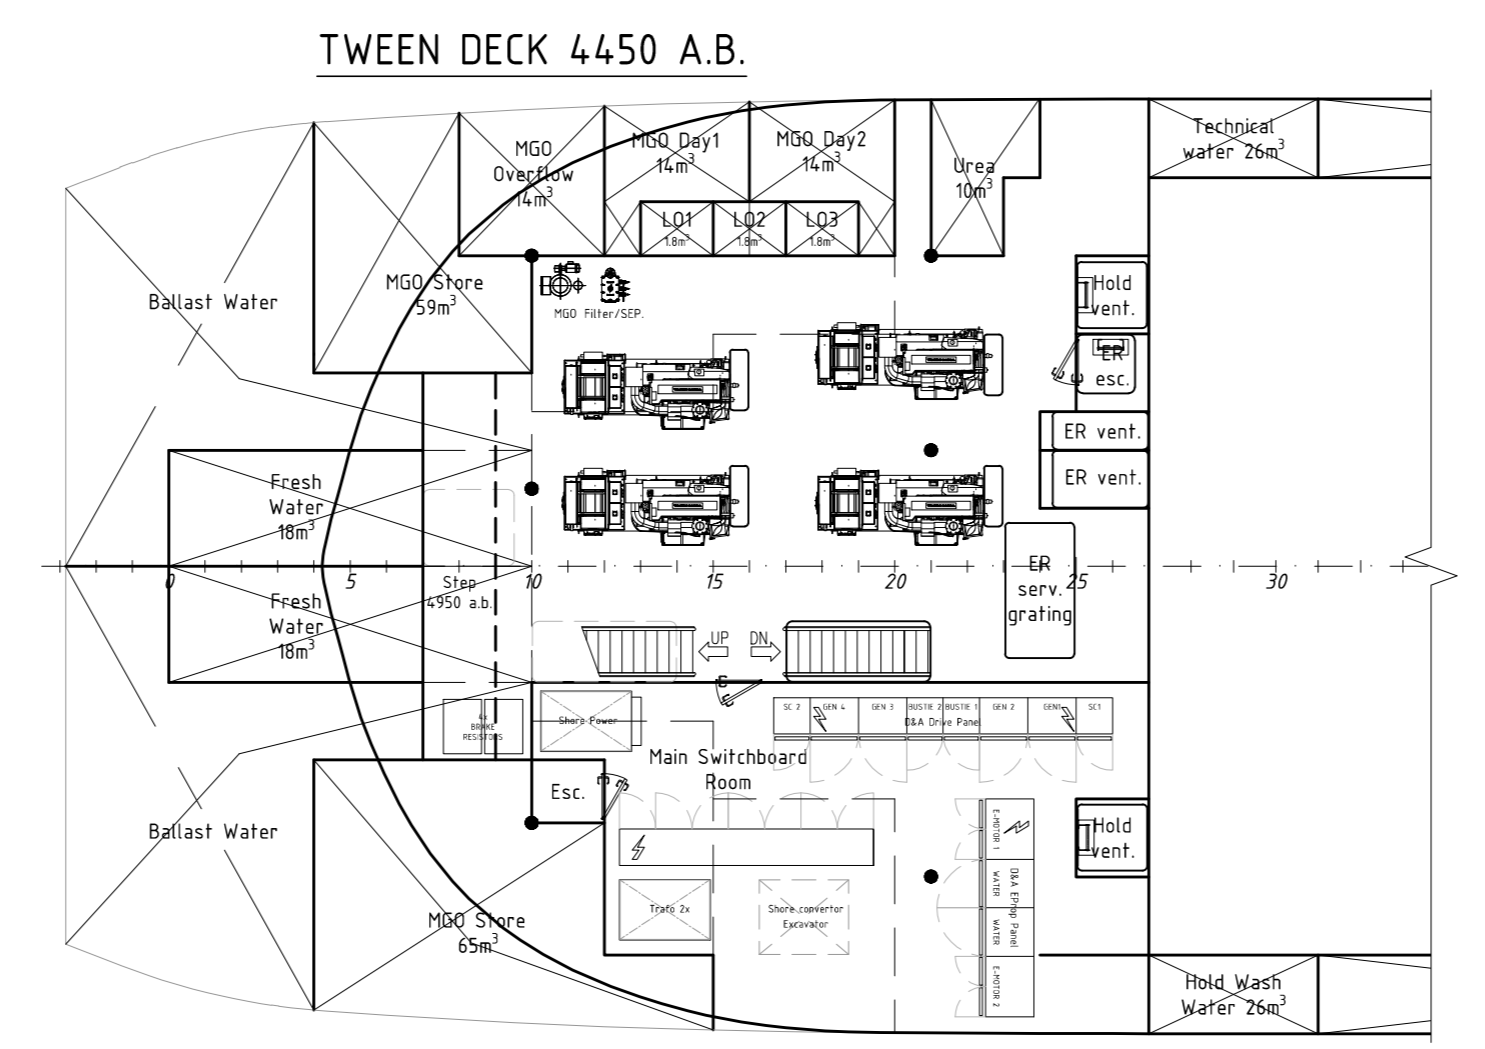 TWEEN DECK 4450 A.B.
MGO
Overflow
14m³
MGO Day1
14m³
MGO Day2
14m³
Urea
10m³
Technical
water 26m³
LO1
1.8m³
LO2
1.8m³
LO3
1.8m³
Ballast Water
MGO Store
59m³
MGO Filter/SEP.
Hold
vent.
ER
esc.
ER vent.
ER vent.
Fresh
Water
18m³
0
5
10
15
20
25
30
Step
4950 a.b.
ER
serv.
grating
Fresh
Water
18m³
UP
DN
4x
BRAKE
RESISTORS
Shore Power
SC 2
GEN 4
GEN 3
BUSTIE 2
BUSTIE 1
GEN 2
GEN1
SC1
D&A Drive Panel
Main Switchboard
Room
Esc.
Ballast Water
Hold
vent.
E-MOTOR 1
WATER
WATER
E-MOTOR 2
D&A EProp Panel
MGO Store
65m³
Trafo 2x
Shore convertor
Excavator
Hold Wash
Water 26m³